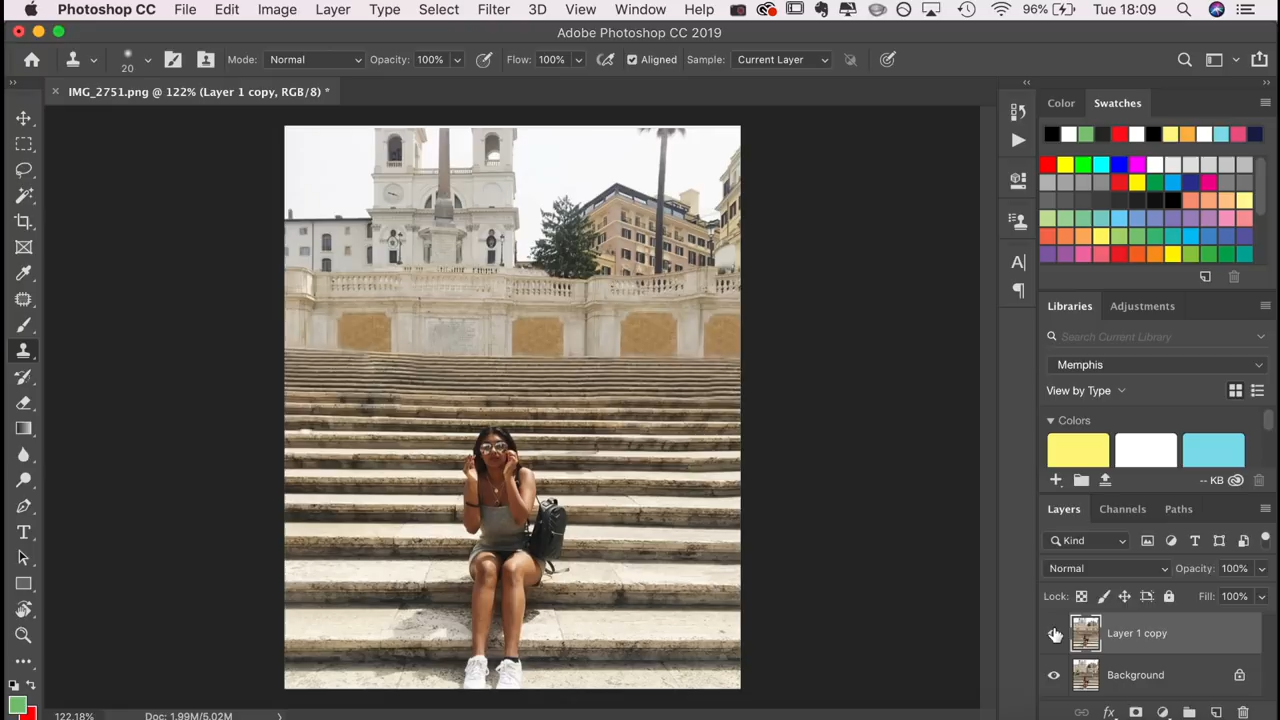 Photoshop CC File Edit Image Layer Type Select Filter 3D View Window Help 96% Tue 18:09
Adobe Photoshop CC 2019
20 Mode: Normal Opacity: 100% Flow: 100% Aligned Sample: Current Layer
IMG_2751.png @ 122% (Layer 1 copy, RGB/8) *
Color Swatches
Libraries Adjustments
Search Current Library
Memphis
View by Type
Colors
-- KB
Layers Channels Paths
Kind
Normal Opacity: 100%
Lock: Fill: 100%
Layer 1 copy
Background
122.18% Doc: 1.99M/5.02M